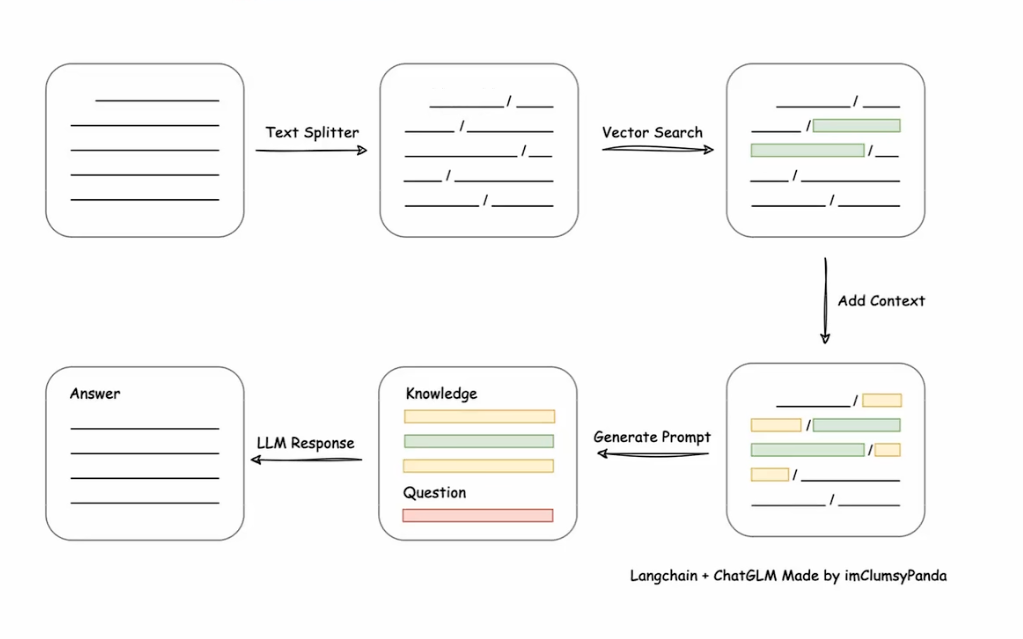 Text Splitter
Vector Search
Add Context
Answer
LLM Response
Knowledge
Question
Generate Prompt
Langchain + ChatGLM Made by imClumsyPanda